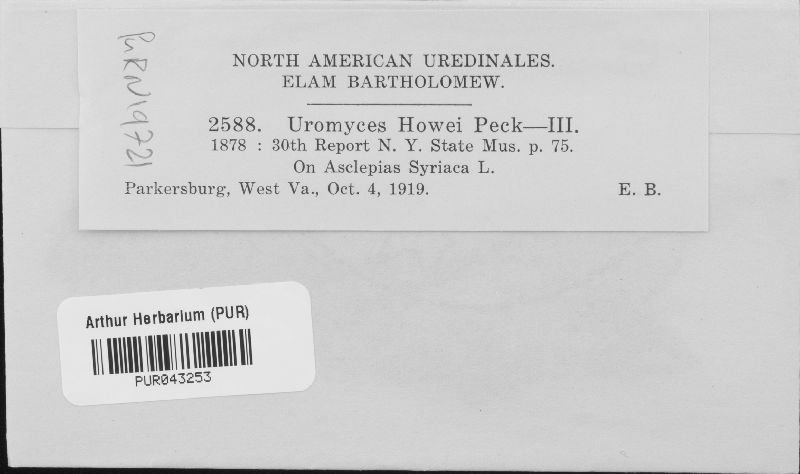 NORTH AMERICAN UREDINALES.
ELAM BARTHOLOMEW.
2588. Uromyces Howei Peck—III.
1878 : 30th Report N. Y. State Mus. p. 75.
On Asclepias Syriaca L.
Parkersburg, West Va., Oct. 4, 1919. E. B.
PuRN19721
Arthur Herbarium (PUR)
PUR043253